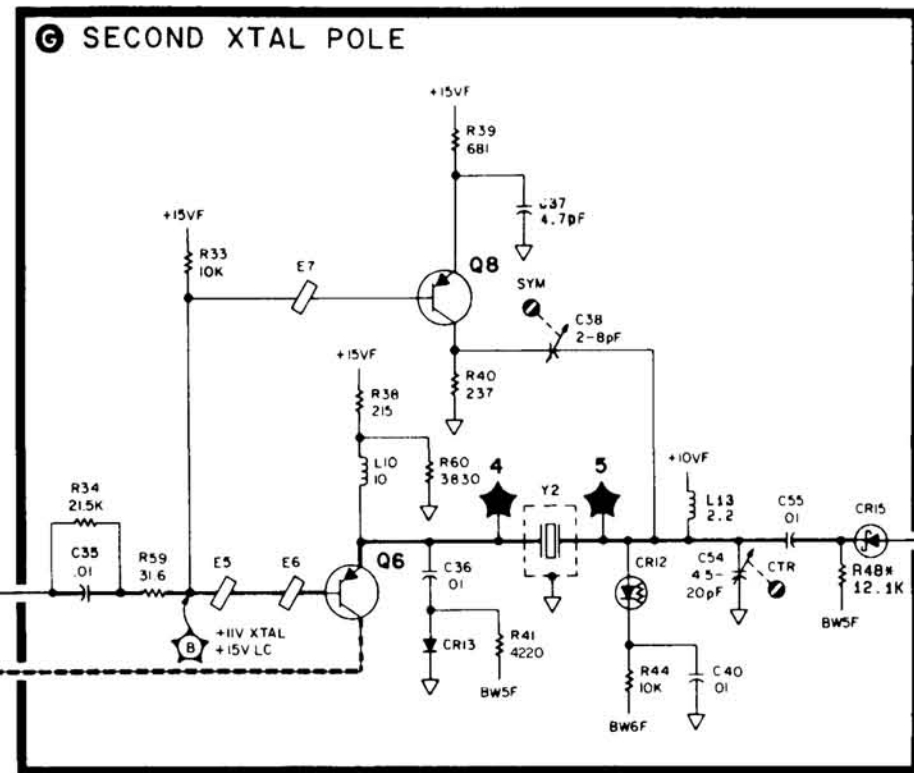 G SECOND XTAL POLE
+15VF
R39
681
C37
4.7pF
+15VF
R33
10K
E7
Q8
SYM
C38
2-8pF
+15VF
R38
215
R40
237
L10
10
R60
3830
4
5
Y2
+10VF
L13
2.2
C55
.01
CR15
R34
21.5K
C35
.01
R59
31.6
E5
E6
Q6
C36
.01
CR12
C54
4.5-
20pF
CTR
R48*
12.1K
BW5F
B
+11V XTAL
+15V LC
CR13
R41
4220
BW5F
R44
10K
C40
.01
BW6F